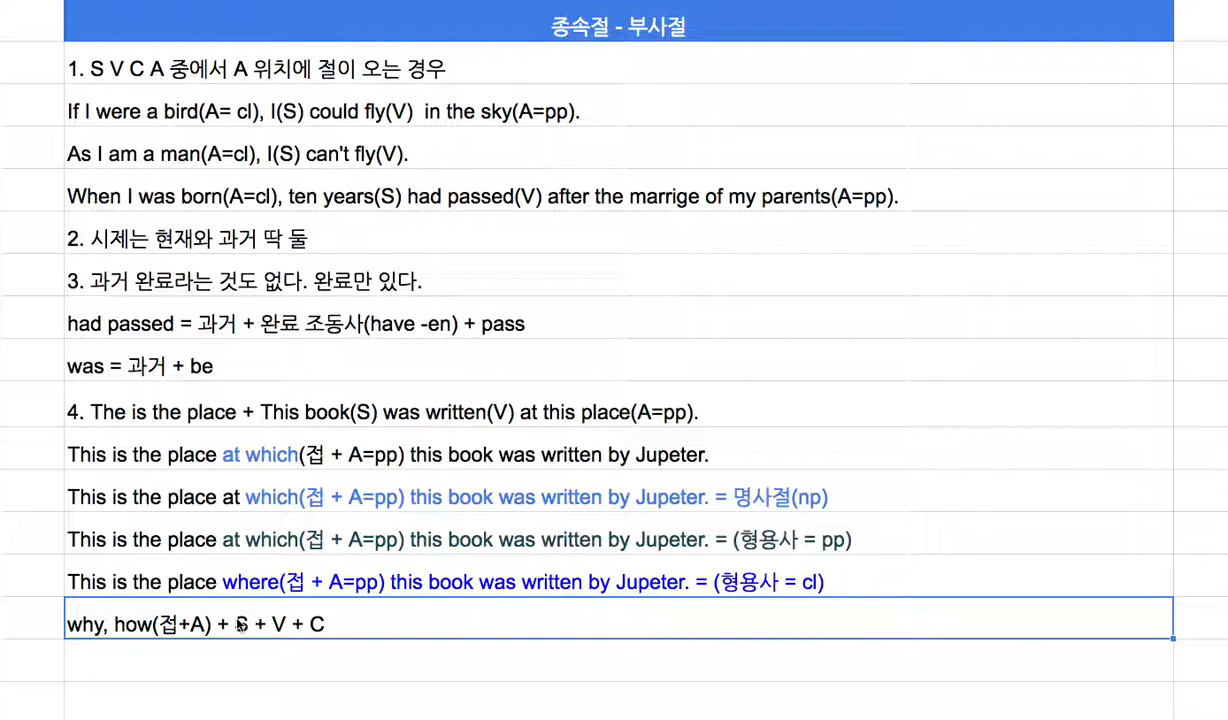 종속절 - 부사절
1. S V C A 중에서 A 위치에 절이 오는 경우
If I were a bird(A= cl), I(S) could fly(V)  in the sky(A=pp).
As I am a man(A=cl), I(S) can't fly(V).
When I was born(A=cl), ten years(S) had passed(V) after the marrige of my parents(A=pp).
2. 시제는 현재와 과거 딱 둘
3. 과거 완료라는 것도 없다. 완료만 있다.
had passed = 과거 + 완료 조동사(have -en) + pass
was = 과거 + be
4. The is the place + This book(S) was written(V) at this place(A=pp).
This is the place at which(접 + A=pp) this book was written by Jupeter.
This is the place at which(접 + A=pp) this book was written by Jupeter. = 명사절(np)
This is the place at which(접 + A=pp) this book was written by Jupeter. = (형용사 = pp)
This is the place where(접 + A=pp) this book was written by Jupeter. = (형용사 = cl)
why, how(접+A) + S + V + C